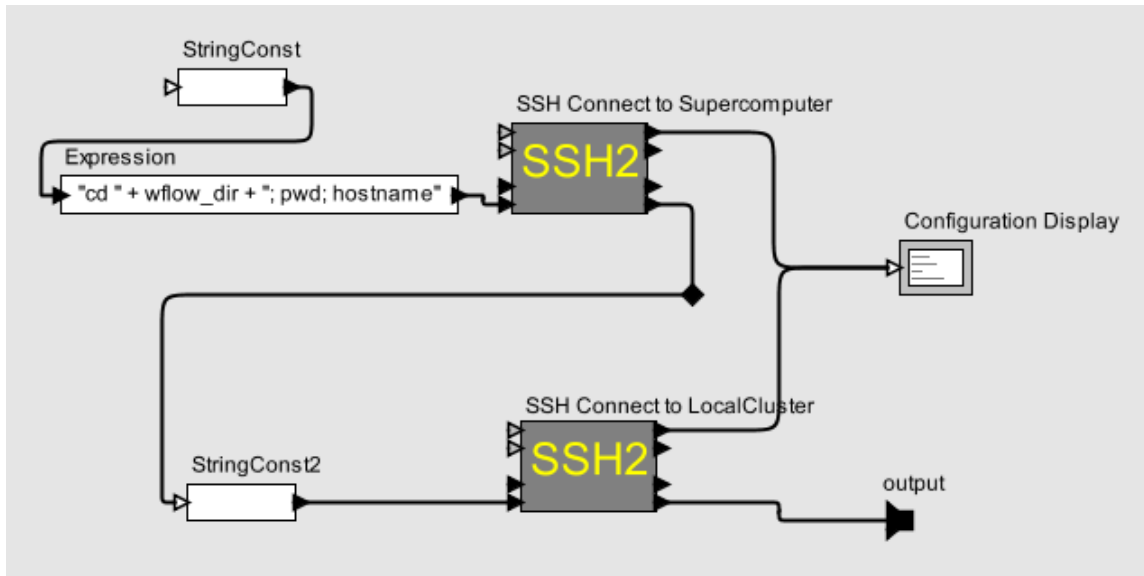 StringConst
SSH Connect to Supercomputer
SSH2
Expression
"cd " + wflow_dir + "; pwd; hostname"
Configuration Display
SSH Connect to LocalCluster
SSH2
StringConst2
output